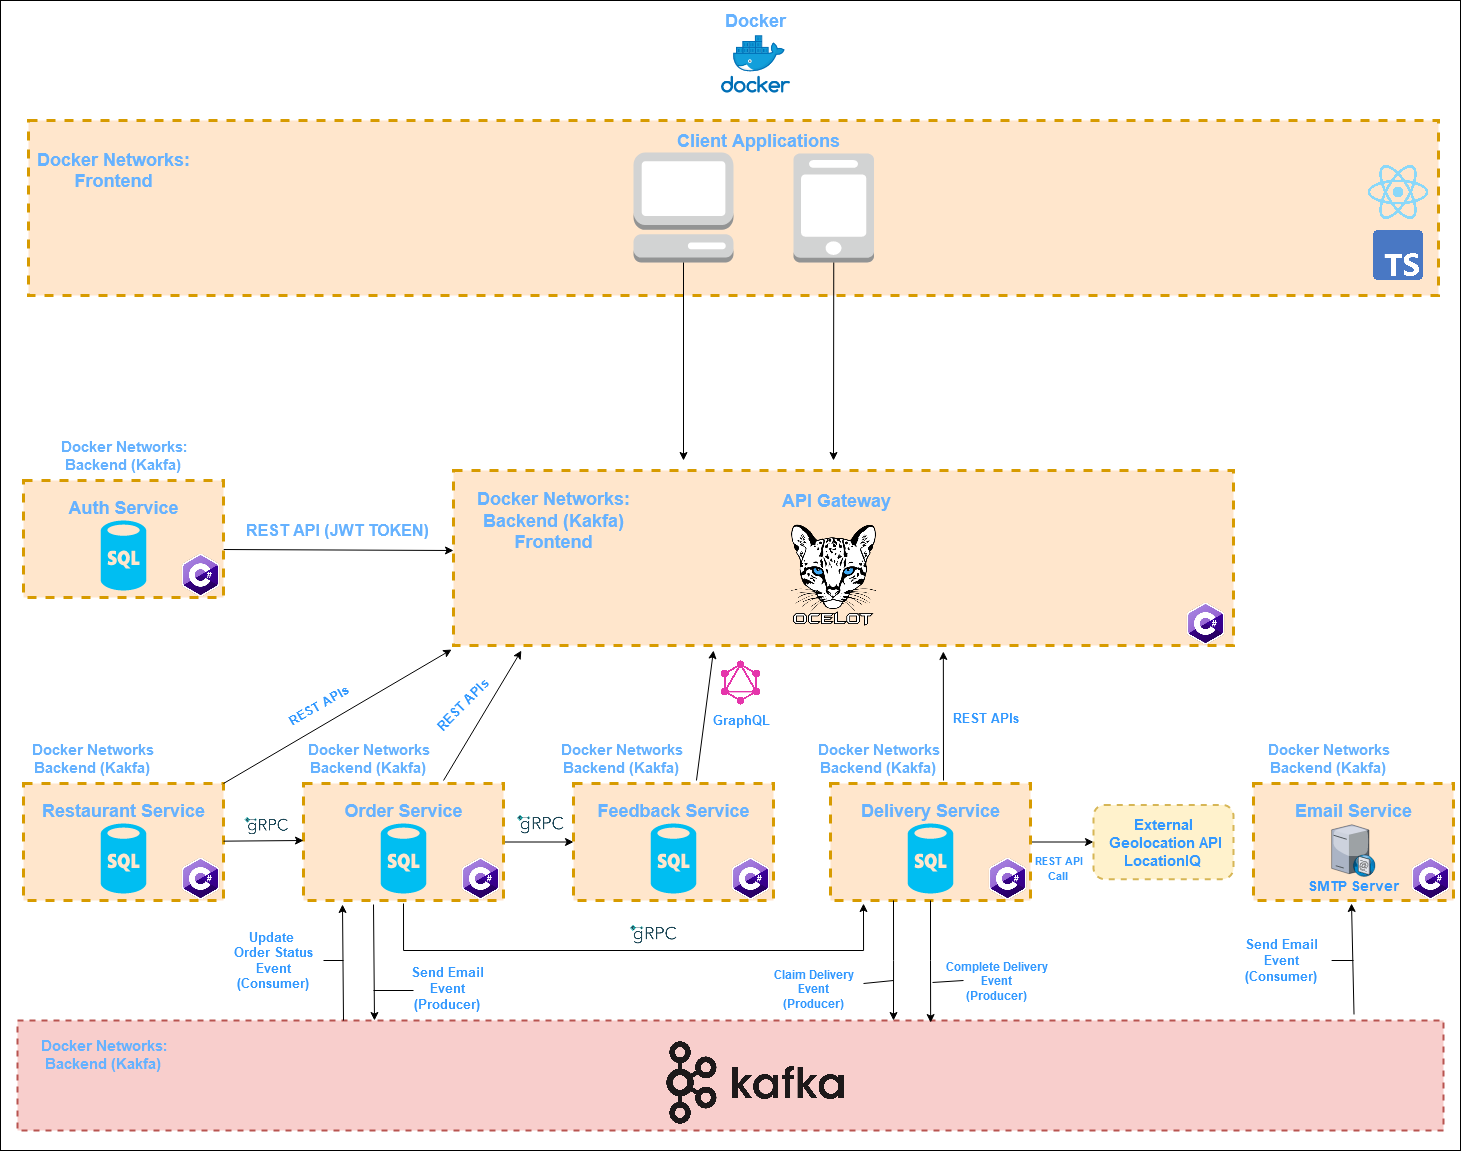 Docker
docker
Client Applications
Docker Networks:
Frontend
TS
Docker Networks:
Backend (Kakfa)
Auth Service
SQL
C#
REST API (JWT TOKEN)
Docker Networks:
Backend (Kakfa)
Frontend
API Gateway
OCELOT
C#
REST APIs
REST APIs
GraphQL
REST APIs
Docker Networks
Backend (Kakfa)
Restaurant Service
SQL
C#
gRPC
Docker Networks
Backend (Kakfa)
Order Service
SQL
C#
gRPC
Docker Networks
Backend (Kakfa)
Feedback Service
SQL
C#
Docker Networks
Backend (Kakfa)
Delivery Service
SQL
C#
REST API
Call
External
Geolocation API
LocationIQ
Docker Networks
Backend (Kakfa)
Email Service
SMTP Server
C#
Update
Order Status
Event
(Consumer)
Send Email
Event
(Producer)
gRPC
Claim Delivery
Event
(Producer)
Complete Delivery
Event
(Producer)
Send Email
Event
(Consumer)
Docker Networks:
Backend (Kakfa)
kafka